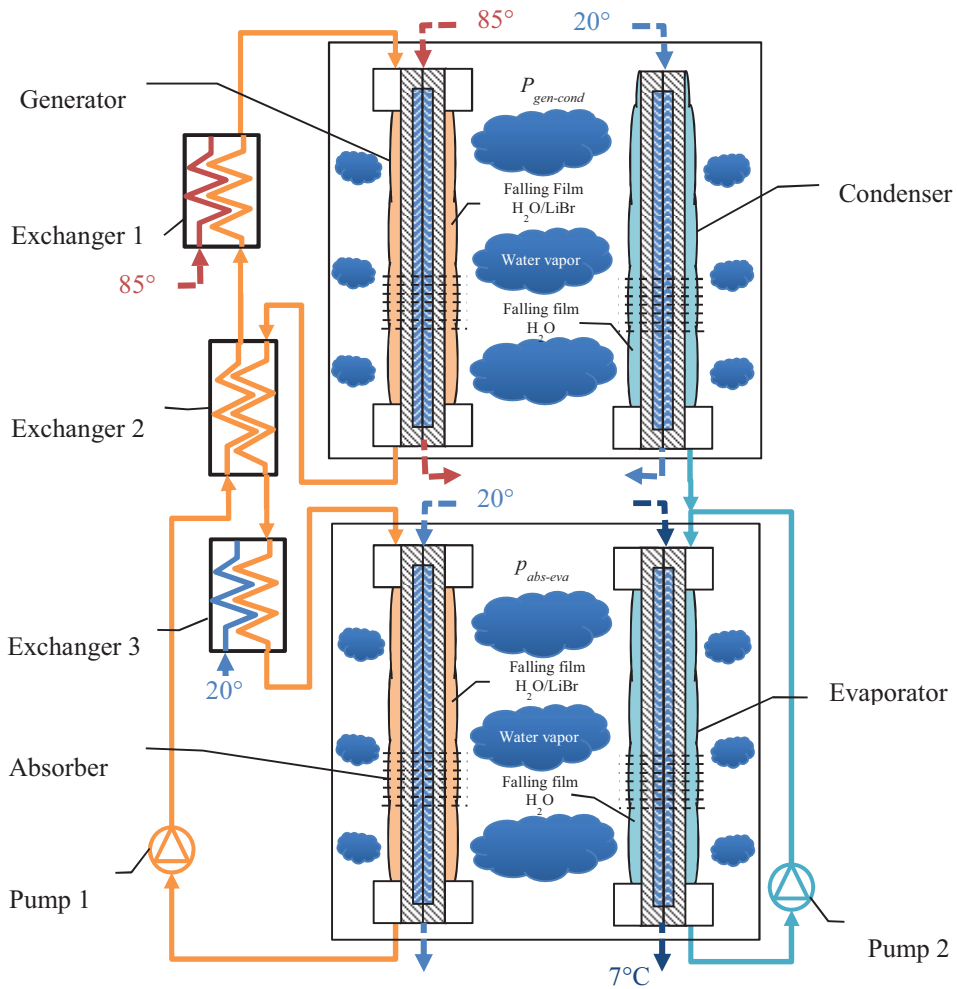 85°
20°
Generator
P
gen-cond
Falling Film
H2O/LiBr
Condenser
Exchanger 1
Water vapor
85°
Falling film
H2O
Exchanger 2
20°
p
abs-eva
Exchanger 3
20°
Falling film
H2O/LiBr
Evaporator
Water vapor
Absorber
Falling film
H2O
Pump 1
Pump 2
7°C